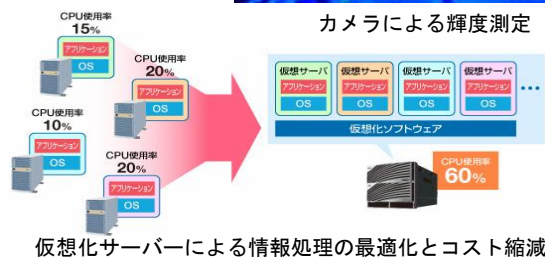 カメラによる輝度測定
CPU使用率
15%
アプリケーション
OS
CPU使用率
20%
アプリケーション
OS
CPU使用率
10%
アプリケーション
OS
CPU使用率
20%
アプリケーション
OS
仮想サーバ 仮想サーバ 仮想サーバ 仮想サーバ
アプリケーション アプリケーション アプリケーション アプリケーション
OS OS OS OS
仮想化ソフトウェア
CPU使用率
60%
仮想化サーバーによる情報処理の最適化とコスト縮減